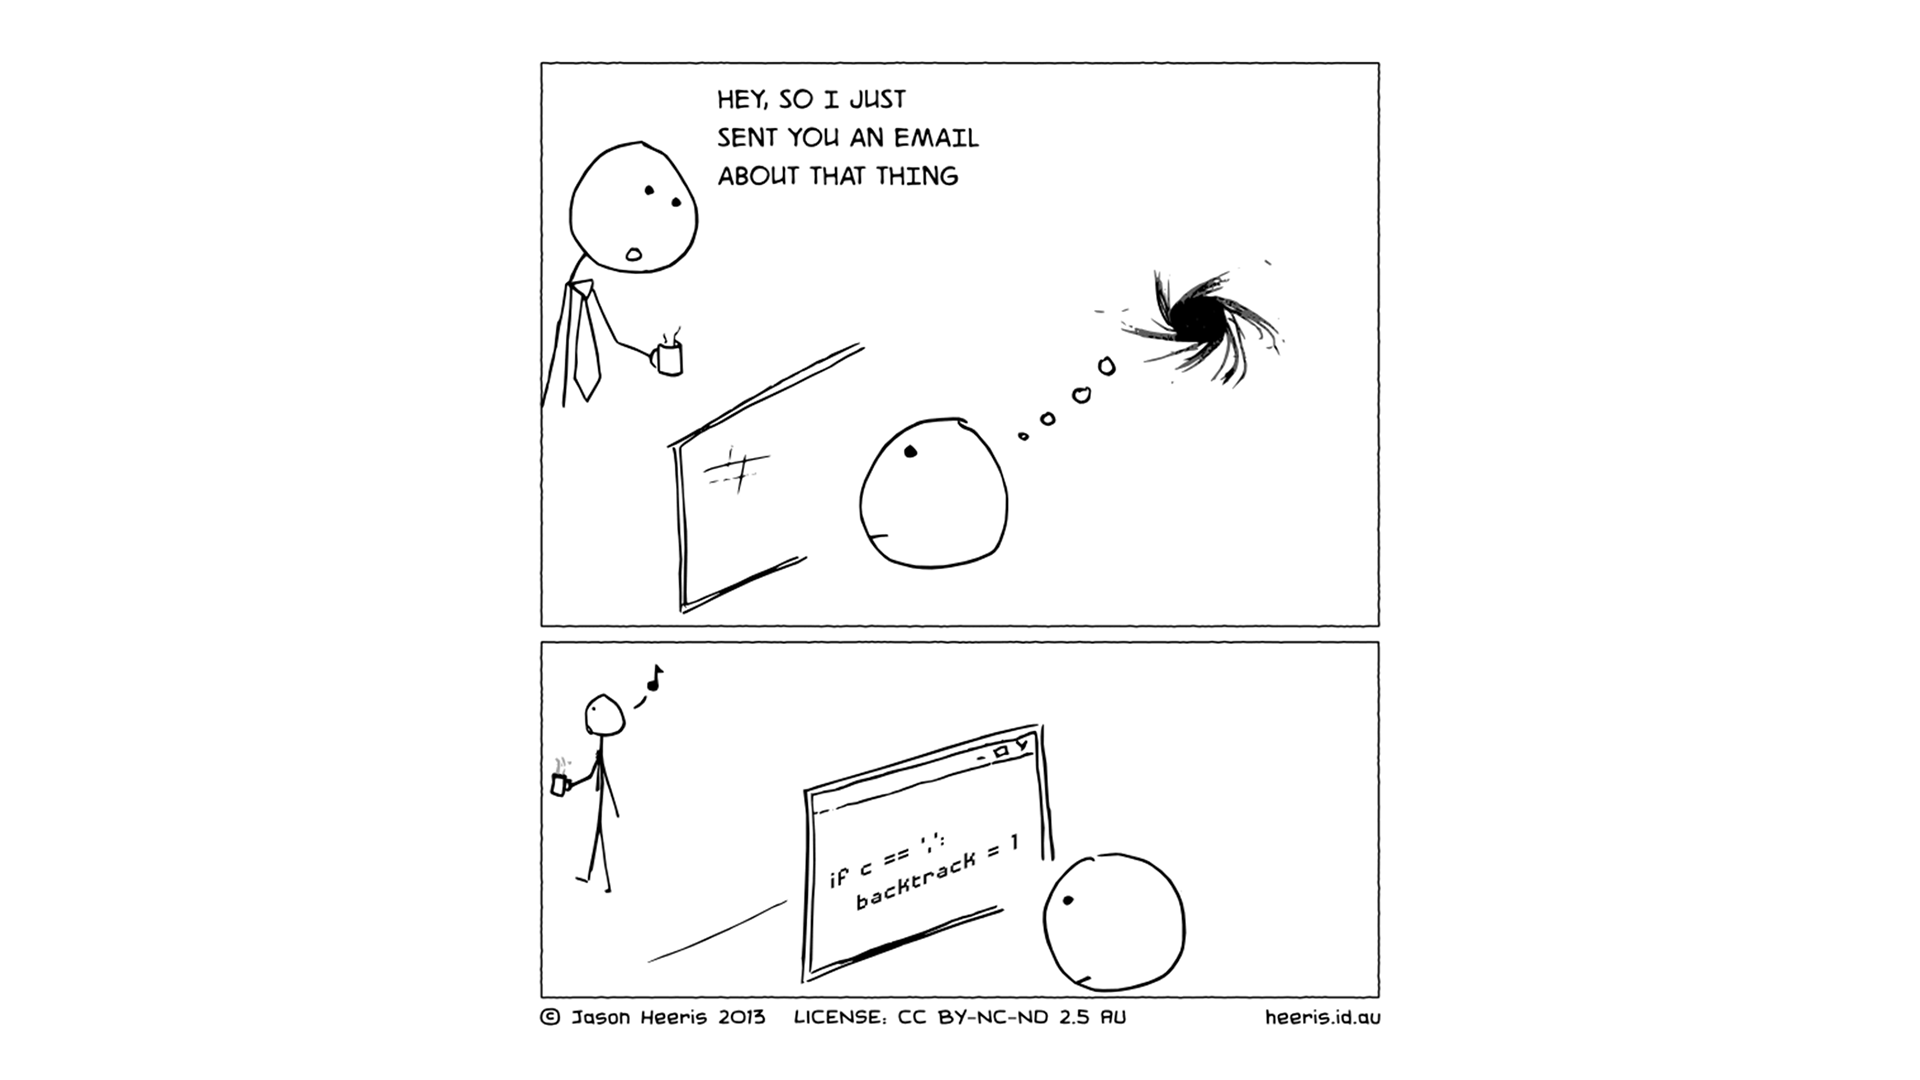 HEY, SO I JUST
SENT YOU AN EMAIL
ABOUT THAT THING
if c == ',':
backtrack = 1
© Jason Heeris 2013 LICENSE: CC BY-NC-ND 2.5 AU heeris.id.au